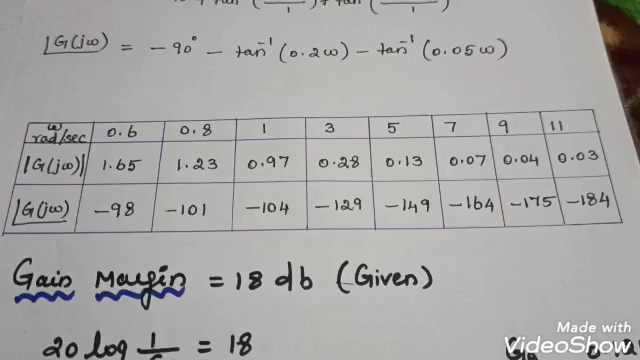 ∠G(jω) = −90° − tan⁻¹(0.2ω) − tan⁻¹(0.05ω)
ω rad/sec 0.6 0.8 1 3 5 7 9 11
|G(jω)| 1.65 1.23 0.97 0.28 0.13 0.07 0.04 0.03
∠G(jω) −98 −101 −104 −129 −149 −164 −175 −184
Gain Margin = 18 db (Given)
20 log 1/ = 18
Made with
VideoShow